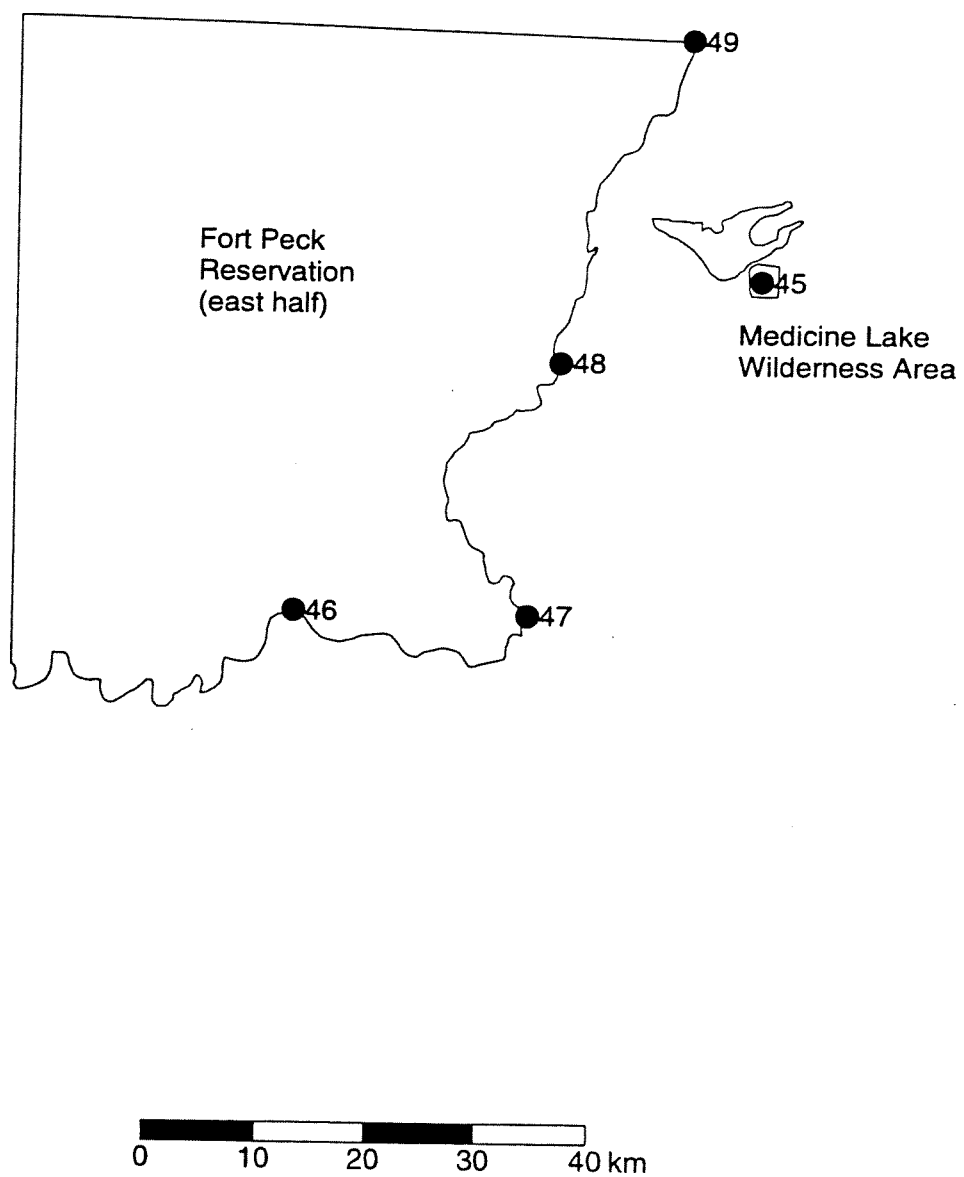 49
Fort Peck
Reservation
(east half)
45
Medicine Lake
Wilderness Area
48
46
47
0 10 20 30 40 km